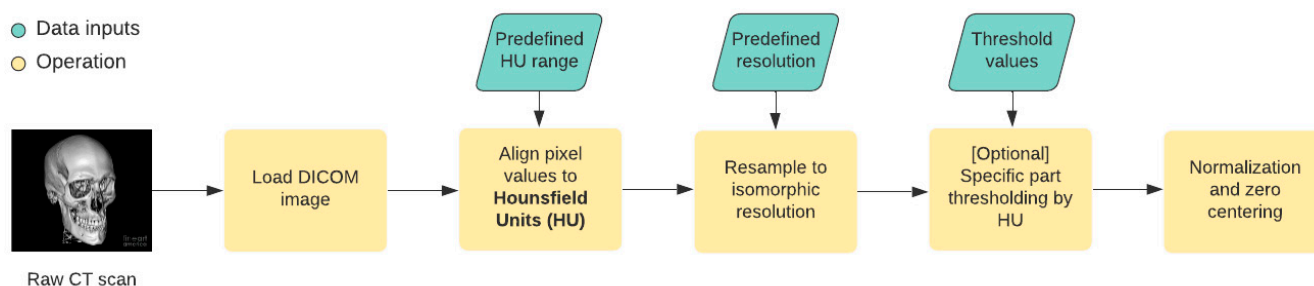 Data inputs
Operation
Predefined
HU range
Predefined
resolution
Threshold
values
Raw CT scan
Load DICOM
image
Align pixel
values to
Hounsfield
Units (HU)
Resample to
isomorphic
resolution
[Optional]
Specific part
thresholding by
HU
Normalization
and zero
centering